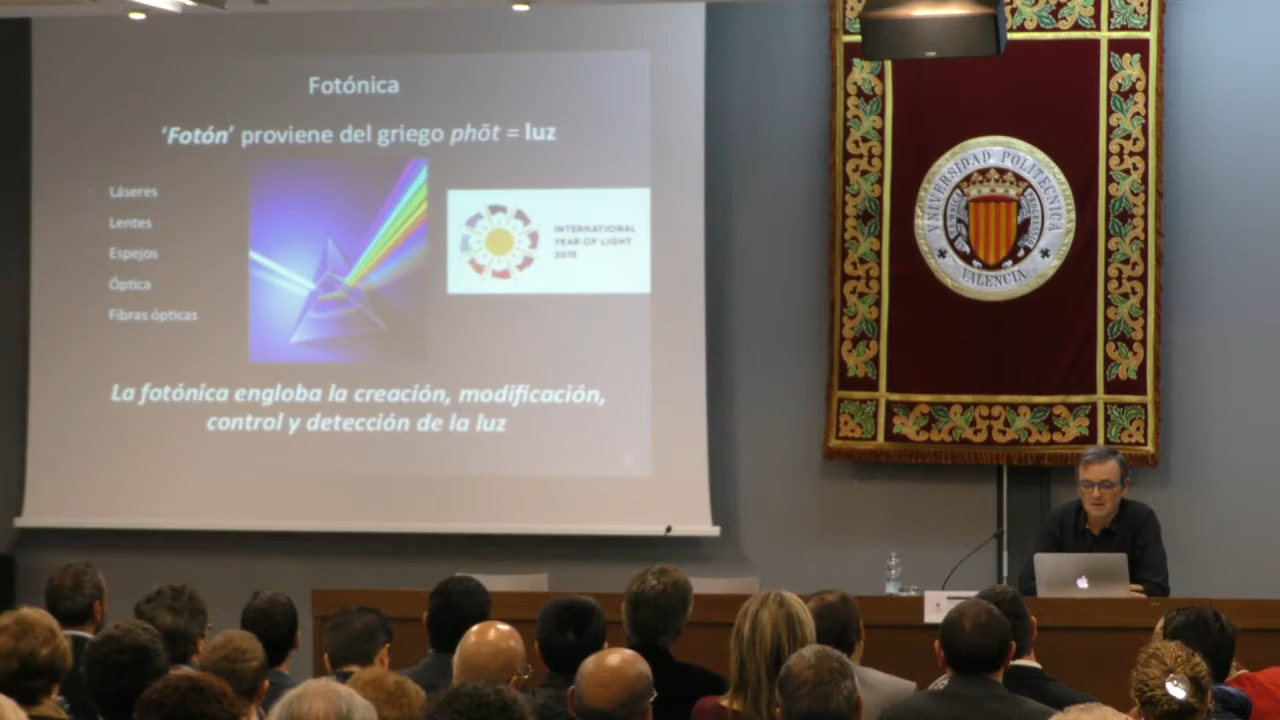 Fotónica
‘Fotón’ proviene del griego phōt = luz
Láseres
Lentes
Espejos
Óptica
Fibras ópticas
INTERNATIONAL
YEAR OF LIGHT
2015
La fotónica engloba la creación, modificación,
control y detección de la luz
VNIVERSIDAD POLITECNICA
VALENCIA